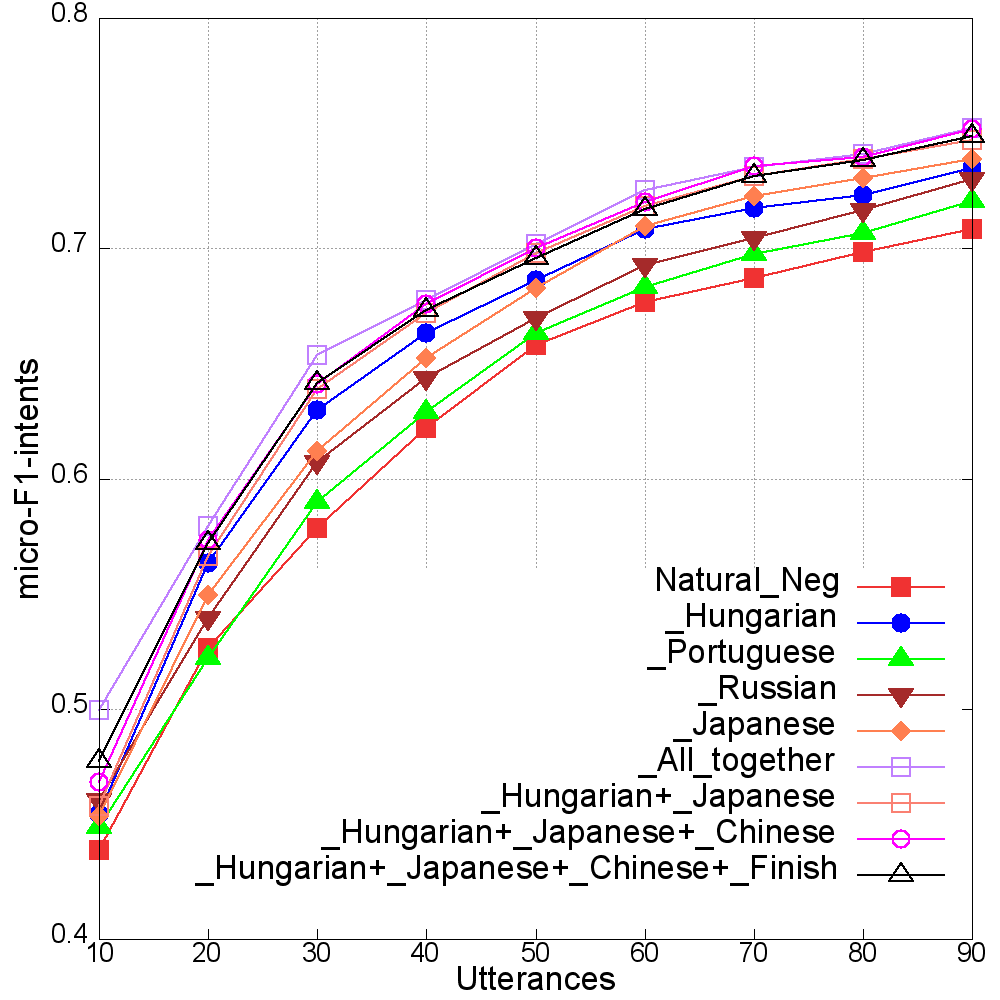 0.8
0.7
0.6
0.5
0.4
micro-F1-intents
Natural_Neg
_Hungarian
_Portuguese
_Russian
_Japanese
_All_together
_Hungarian+_Japanese
_Hungarian+_Japanese+_Chinese
_Hungarian+_Japanese+_Chinese+_Finish
10 20 30 40 50 60 70 80 90
Utterances